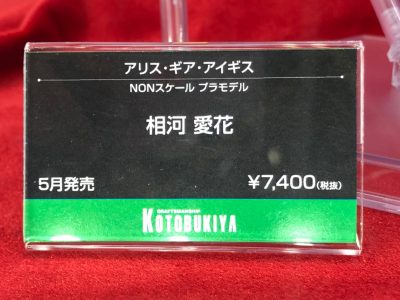 アリス・ギア・アイギス
NONスケール プラモデル
相河 愛花
5月発売 ¥7,400(税抜)
CRAFTSMANSHIP
KOTOBUKIYA